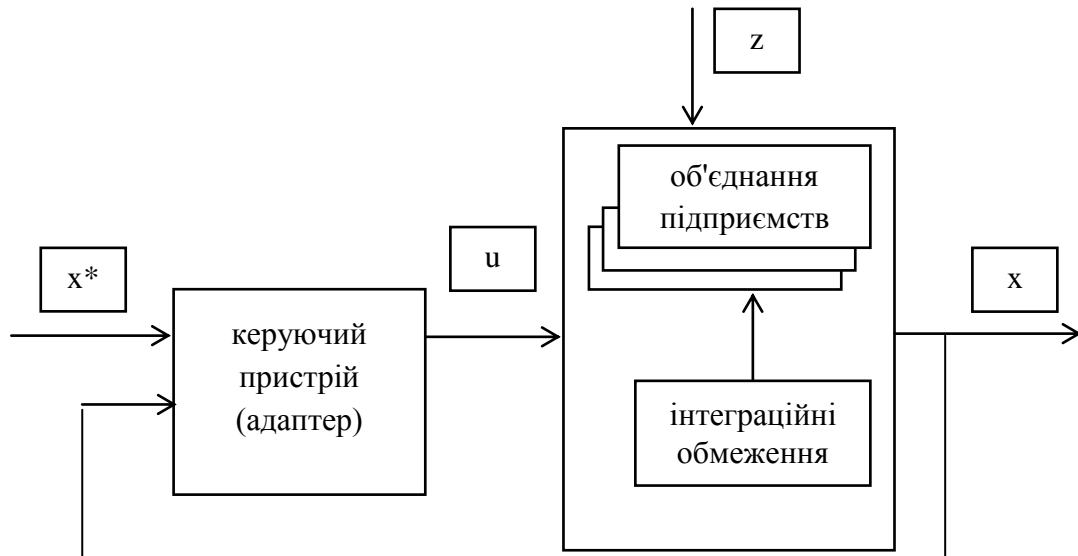 z
об'єднання
підприємств
x*
u
x
керуючий
пристрій
(адаптер)
інтеграційні
обмеження